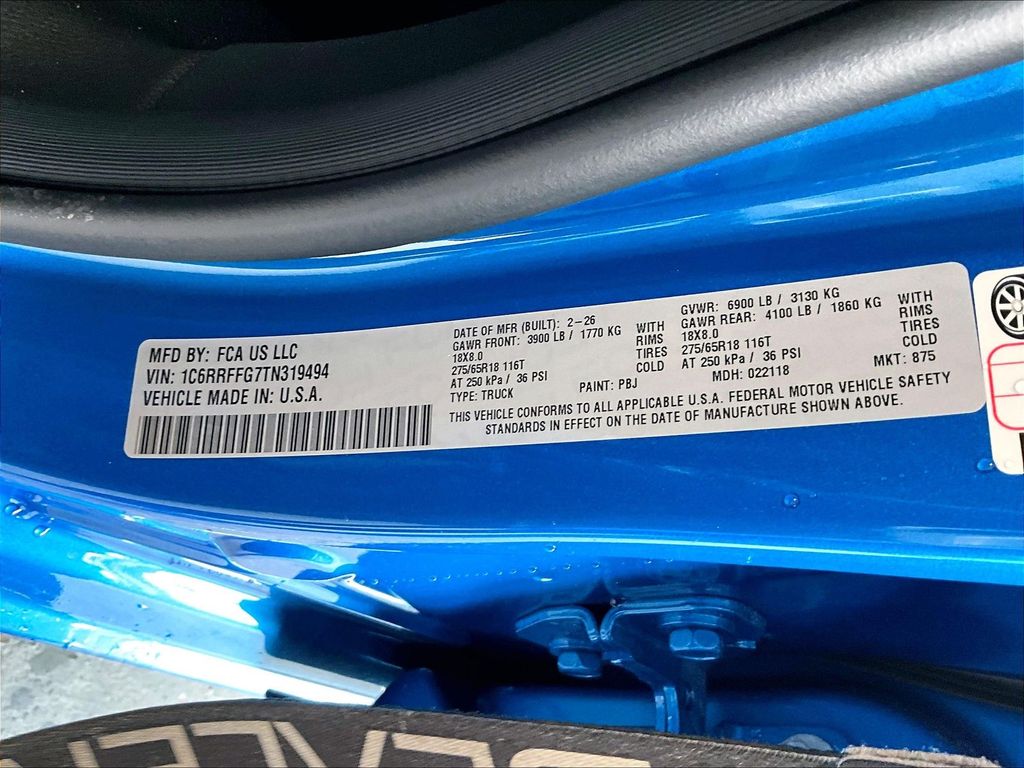 MFD BY: FCA US LLC
VIN: 1C6RRFFG7TN319494
VEHICLE MADE IN: U.S.A.
DATE OF MFR (BUILT): 2-26
GAWR FRONT: 3900 LB / 1770 KG WITH
18X8.0 RIMS
275/65R18 116T TIRES
AT 250 kPa / 36 PSI COLD
TYPE: TRUCK
PAINT: PBJ
GVWR: 6900 LB / 3130 KG
GAWR REAR: 4100 LB / 1860 KG WITH
18X8.0 RIMS
275/65R18 116T TIRES
AT 250 kPa / 36 PSI COLD
MDH: 022118
MKT: 875
THIS VEHICLE CONFORMS TO ALL APPLICABLE U.S.A. FEDERAL MOTOR VEHICLE SAFETY
STANDARDS IN EFFECT ON THE DATE OF MANUFACTURE SHOWN ABOVE.